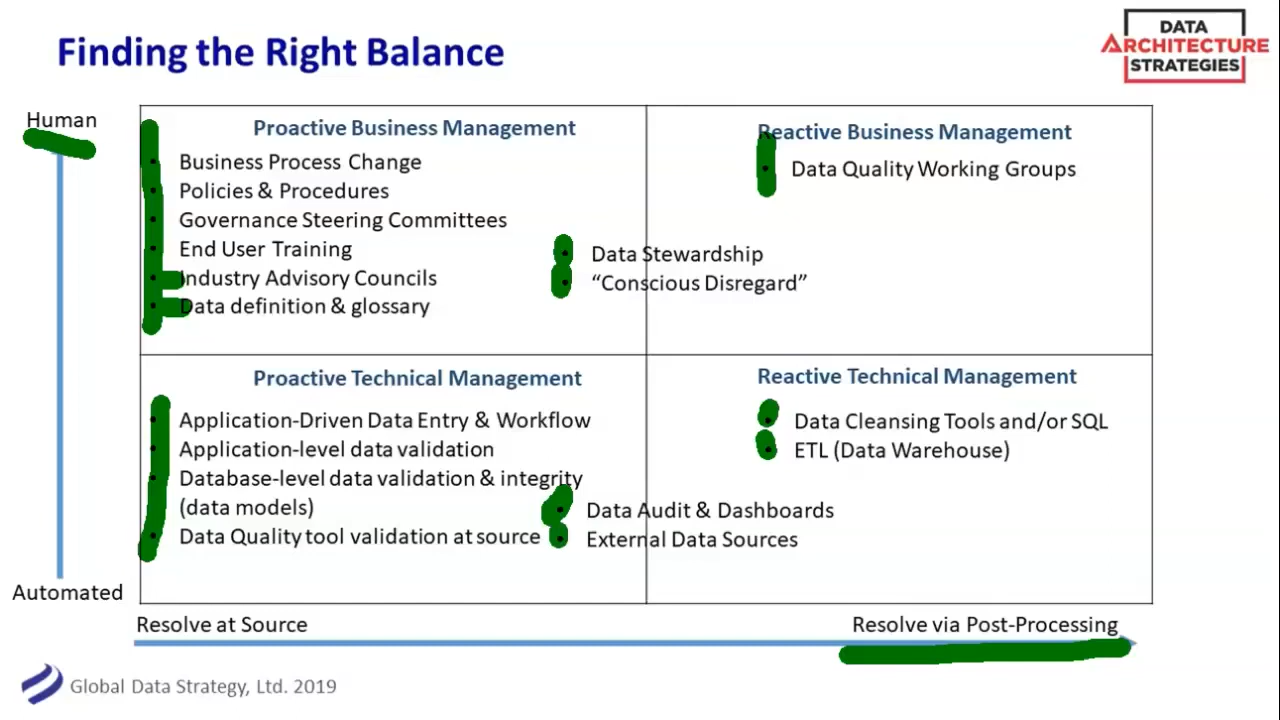 Finding the Right Balance
DATA
ARCHITECTURE
STRATEGIES
Human
Proactive Business Management
Business Process Change
Policies & Procedures
Governance Steering Committees
End User Training
Industry Advisory Councils
Data definition & glossary
Reactive Business Management
Data Quality Working Groups
Data Stewardship
“Conscious Disregard”
Proactive Technical Management
Application-Driven Data Entry & Workflow
Application-level data validation
Database-level data validation & integrity
(data models)
Data Quality tool validation at source
Reactive Technical Management
Data Cleansing Tools and/or SQL
ETL (Data Warehouse)
Data Audit & Dashboards
External Data Sources
Automated
Resolve at Source
Resolve via Post-Processing
Global Data Strategy, Ltd. 2019